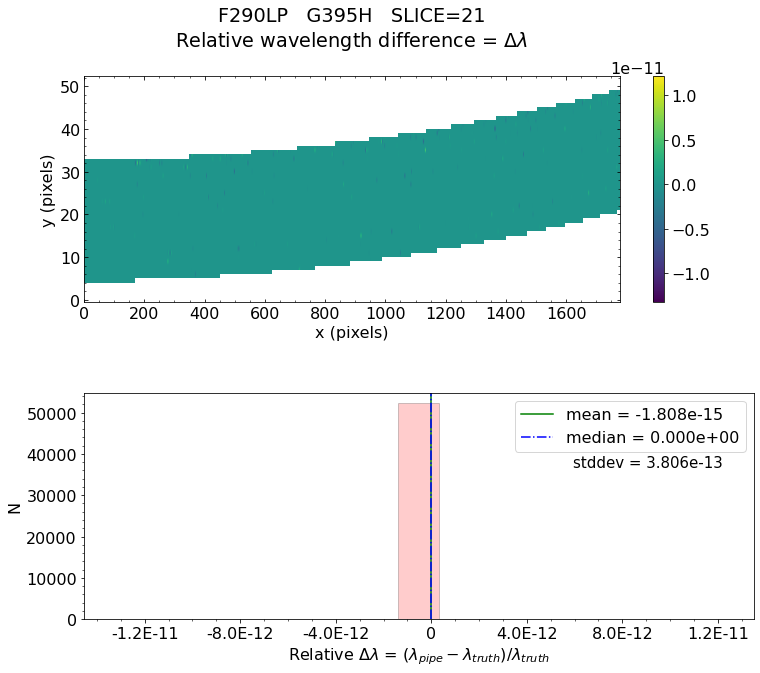 F290LP G395H SLICE=21
Relative wavelength difference = Δλ
1e−11
50
40
30
20
10
0
y (pixels)
0 200 400 600 800 1000 1200 1400 1600
x (pixels)
1.0
0.5
0.0
−0.5
−1.0
50000
40000
30000
20000
10000
0
N
mean = -1.808e-15
median = 0.000e+00
stddev = 3.806e-13
-1.2E-11 -8.0E-12 -4.0E-12 0 4.0E-12 8.0E-12 1.2E-11
Relative Δλ = (λpipe − λtruth)/λtruth